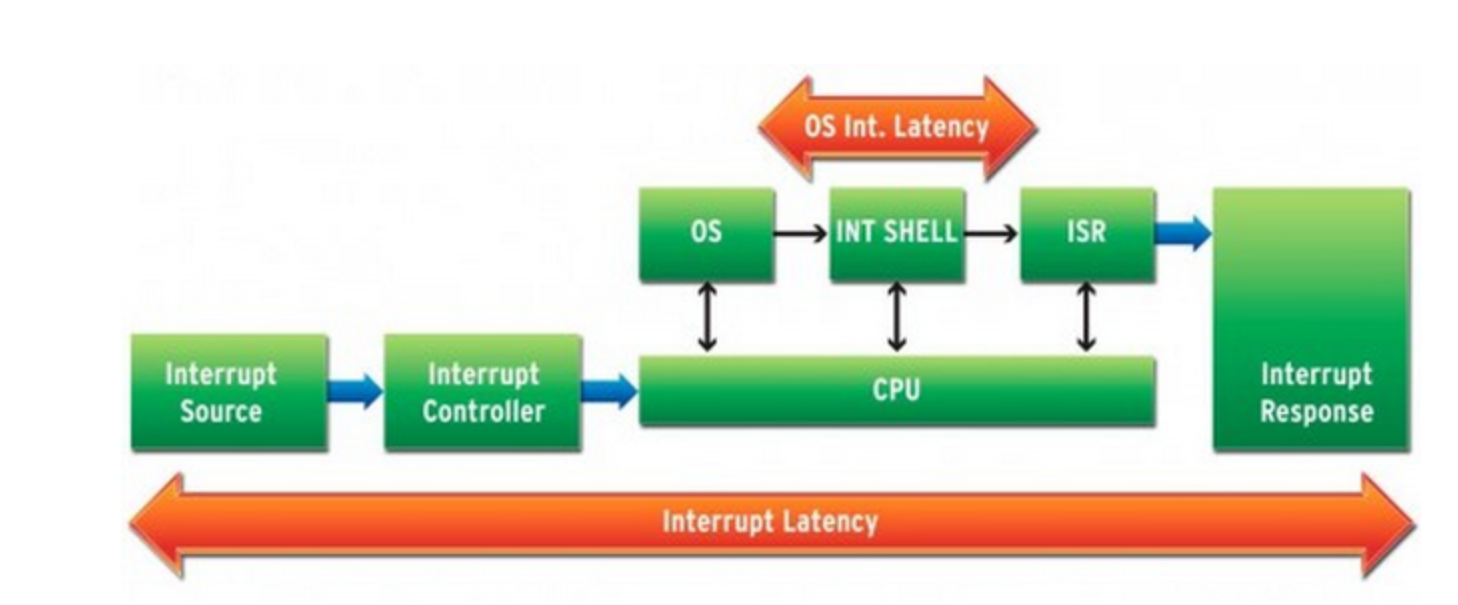 OS Int. Latency
OS
INT SHELL
ISR
Interrupt
Source
Interrupt
Controller
CPU
Interrupt
Response
Interrupt Latency